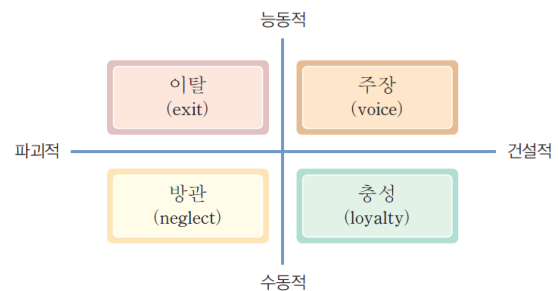 능동적
이탈
(exit)
주장
(voice)
파괴적
건설적
방관
(neglect)
충성
(loyalty)
수동적